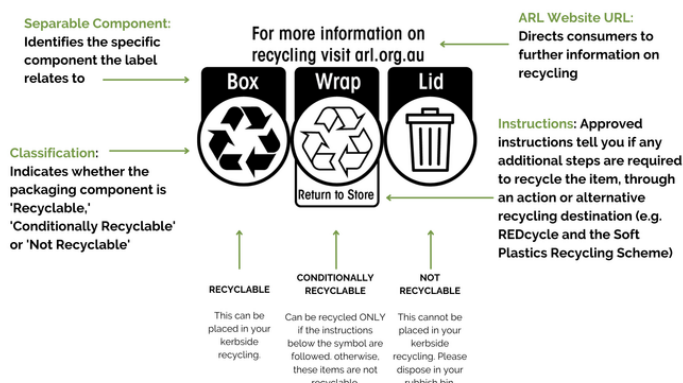 Separable Component:
Identifies the specific
component the label
relates to
For more information on
recycling visit arl.org.au
ARL Website URL:
Directs consumers to
further information on
recycling
Box
Wrap
Lid
Return to Store
Classification:
Indicates whether the
packaging component is
'Recyclable,'
'Conditionally Recyclable'
or 'Not Recyclable'
Instructions: Approved
instructions tell you if any
additional steps are required
to recycle the item, through
an action or alternative
recycling destination (e.g.
REDcycle and the Soft
Plastics Recycling Scheme)
RECYCLABLE
This can be
placed in your
kerbside
recycling.
CONDITIONALLY
RECYCLABLE
Can be recycled ONLY
if the instructions
below the symbol are
followed. otherwise,
these items are not
recyclable
NOT
RECYCLABLE
This cannot be
placed in your
kerbside
recycling. Please
dispose in your
rubbish bin